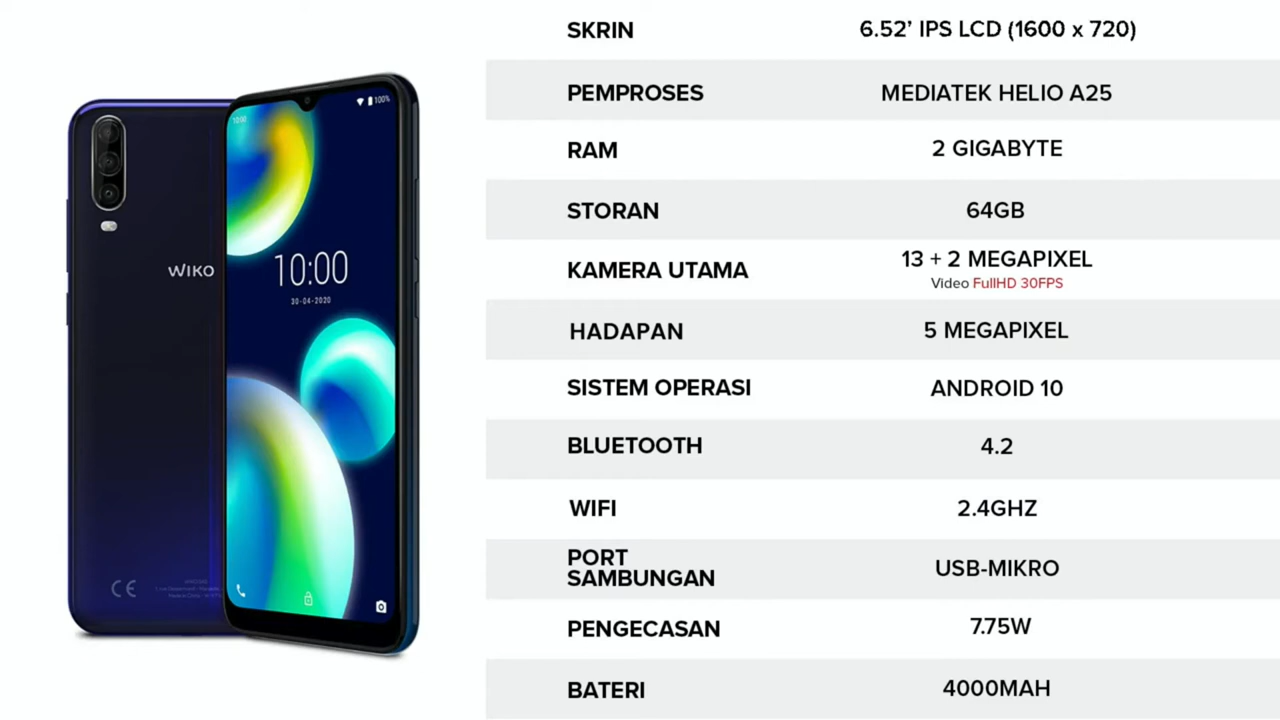 SKRIN 6.52’ IPS LCD (1600 x 720)
PEMPROSES MEDIATEK HELIO A25
RAM 2 GIGABYTE
STORAN 64GB
KAMERA UTAMA 13 + 2 MEGAPIXEL
Video FullHD 30FPS
HADAPAN 5 MEGAPIXEL
SISTEM OPERASI ANDROID 10
BLUETOOTH 4.2
WIFI 2.4GHZ
PORT
SAMBUNGAN USB-MIKRO
PENGECASAN 7.75W
BATERI 4000MAH
WIKO
CE
10:00
100%
10:00
30-04-2020